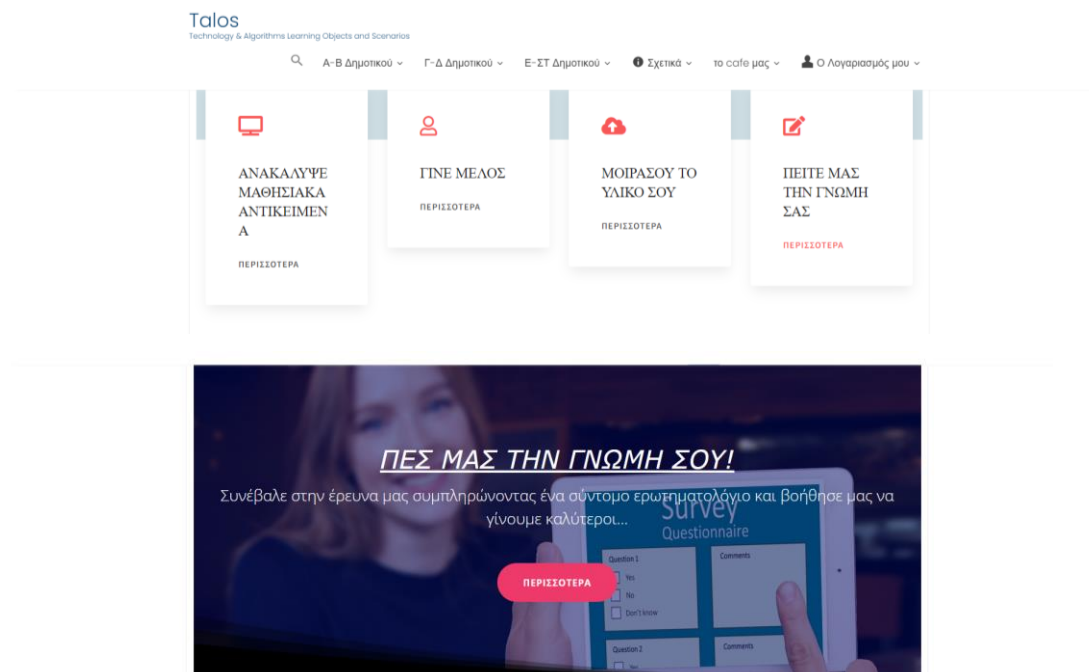 Talos
Technology & Algorithms Learning Objects and Scenarios
Α-Β Δημοτικού
Γ-Δ Δημοτικού
Ε-ΣΤ Δημοτικού
Σχετικά
το cafe μας
Ο Λογαριασμός μου
ΑΝΑΚΑΛΥΨΕ
ΜΑΘΗΣΙΑΚΑ
ΑΝΤΙΚΕΙΜΕΝ
Α
ΠΕΡΙΣΣΟΤΕΡΑ
ΓΙΝΕ ΜΕΛΟΣ
ΠΕΡΙΣΣΟΤΕΡΑ
ΜΟΙΡΑΣΟΥ ΤΟ
ΥΛΙΚΟ ΣΟΥ
ΠΕΡΙΣΣΟΤΕΡΑ
ΠΕΙΤΕ ΜΑΣ
ΤΗΝ ΓΝΩΜΗ
ΣΑΣ
ΠΕΡΙΣΣΟΤΕΡΑ
ΠΕΣ ΜΑΣ ΤΗΝ ΓΝΩΜΗ ΣΟΥ!
Συνέβαλε στην έρευνα μας συμπληρώνοντας ένα σύντομο ερωτηματολόγιο και βοήθησε μας να
γίνουμε καλύτεροι...
ΠΕΡΙΣΣΟΤΕΡΑ
Survey
Questionnaire
Question 1
Yes
No
Don't know
Comments
Question 2
Yes
Comments